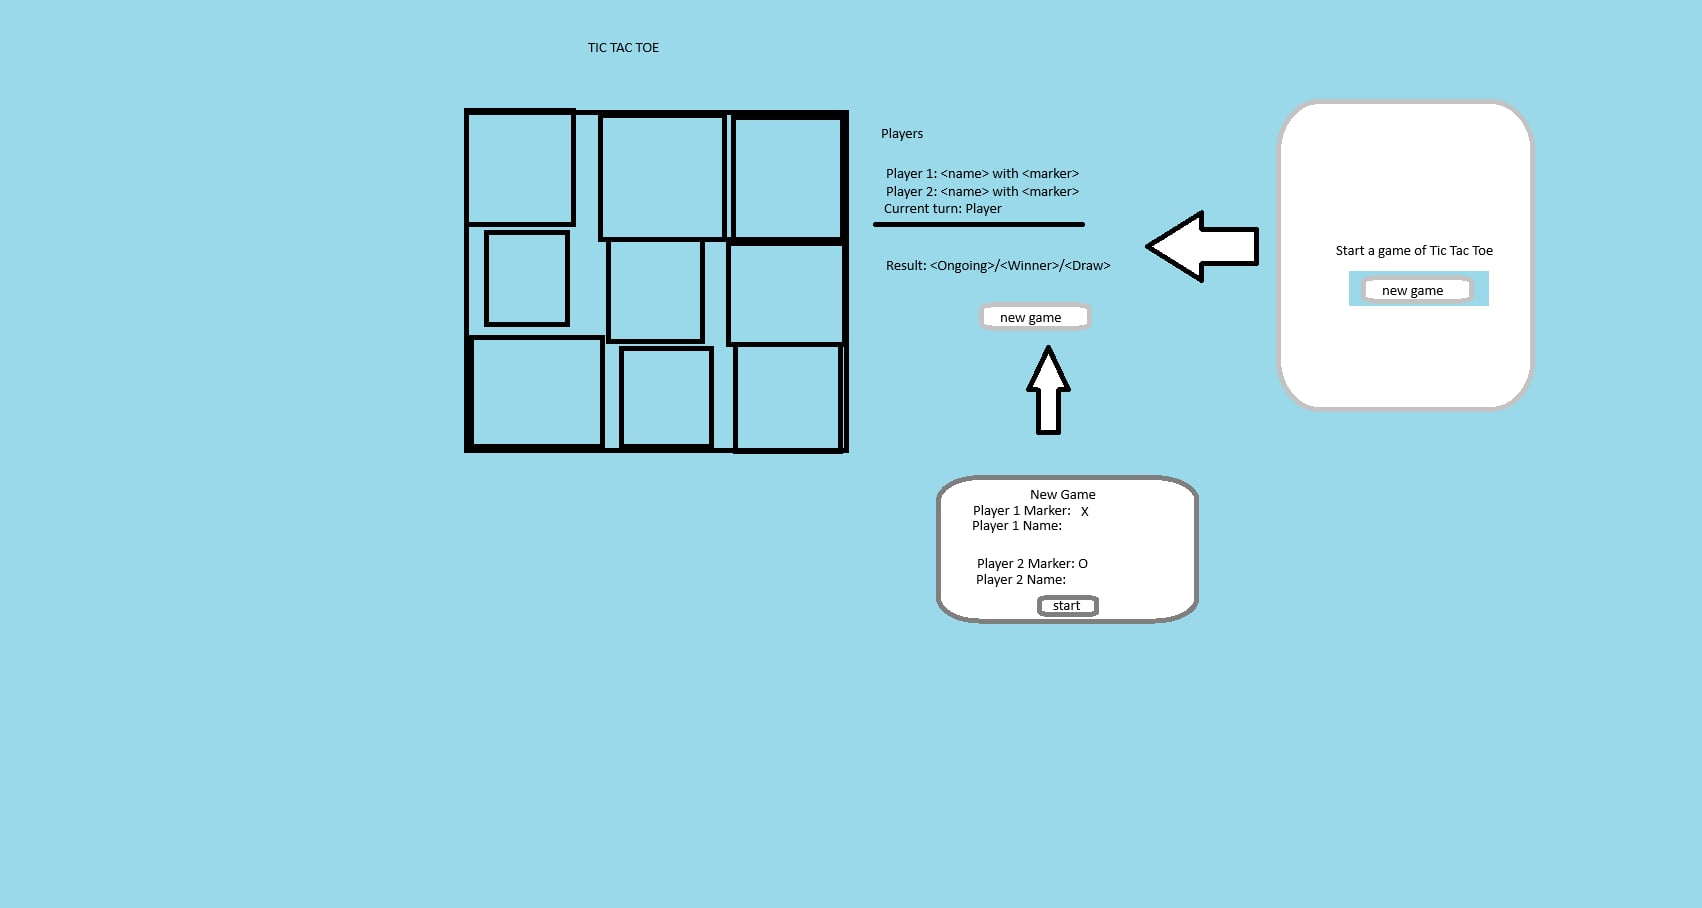 TIC TAC TOE
Players
Player 1: <name> with <marker>
Player 2: <name> with <marker>
Current turn: Player
Result: <Ongoing>/<Winner>/<Draw>
new game
Start a game of Tic Tac Toe
new game
New Game
Player 1 Marker: X
Player 1 Name:
Player 2 Marker: O
Player 2 Name:
start